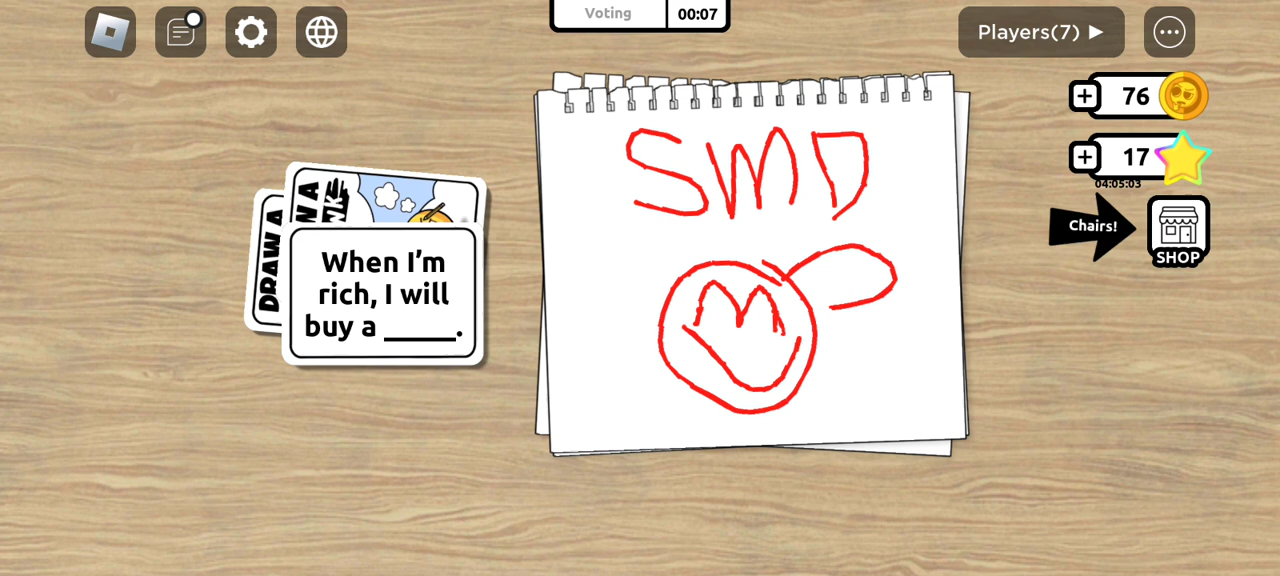 Voting 00:07
Players(7)
76
17
04:05:03
Chairs!
SHOP
DRAW A
When I'm
rich, I will
buy a _____.
SMD